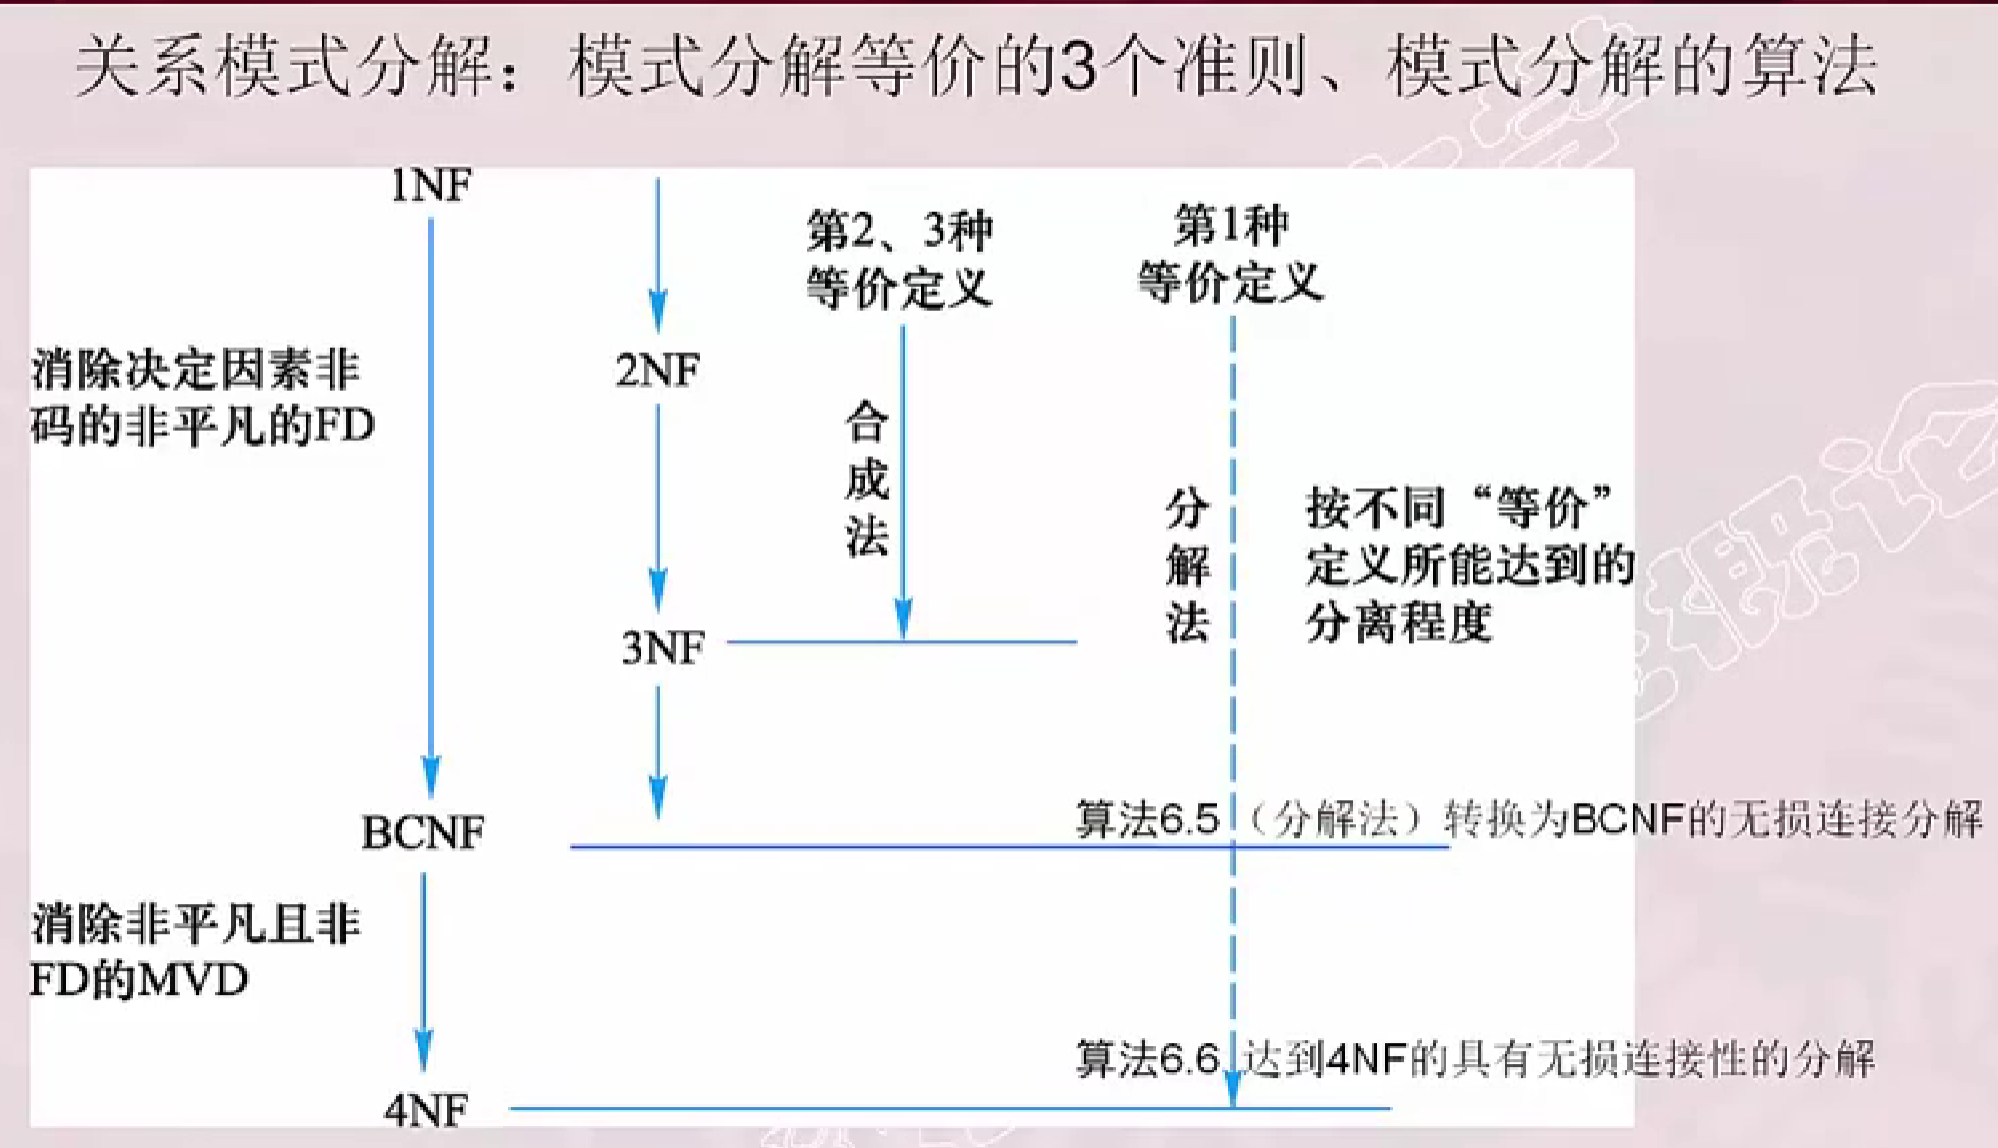 关系模式分解：模式分解等价的3个准则、模式分解的算法
1NF
第2、3种
等价定义
第1种
等价定义
消除决定因素非
码的非平凡的FD
2NF
合
成
法
分
解
法
按不同“等价”
定义所能达到的
分离程度
3NF
BCNF
算法6.5（分解法）转换为BCNF的无损连接分解
消除非平凡且非
FD的MVD
算法6.6 达到4NF的具有无损连接性的分解
4NF
概论